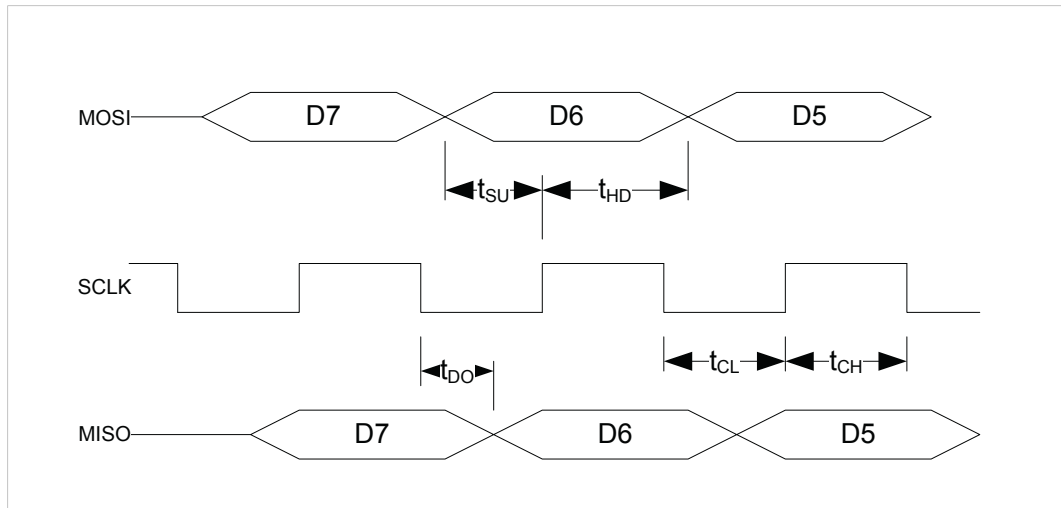 MOSI D7 D6 D5
tSU tHD
SCLK
tCL tCH
tDO
MISO D7 D6 D5